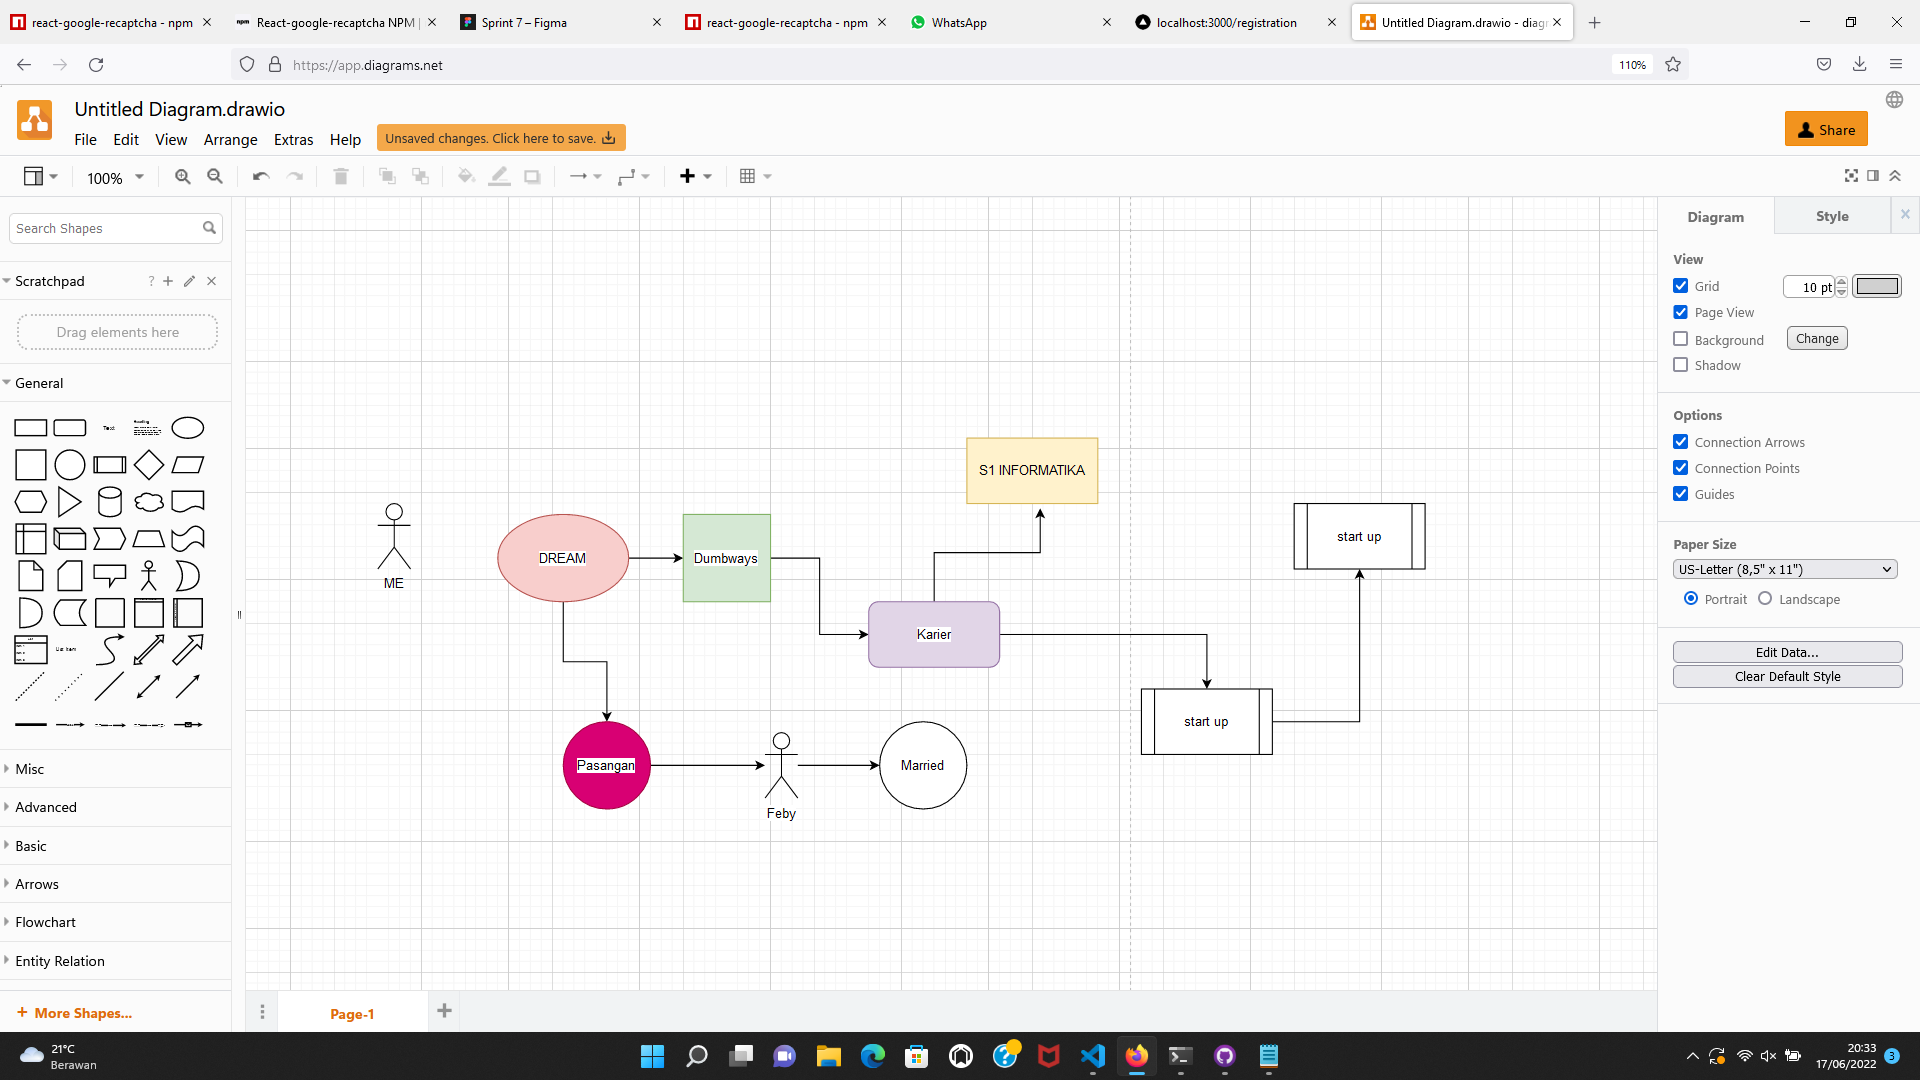 react-google-recaptcha - npm
npm
React-google-recaptcha NPM |
Sprint 7 – Figma
react-google-recaptcha - npm
WhatsApp
localhost:3000/registration
Untitled Diagram.drawio - diagr
https://app.diagrams.net
110%
Untitled Diagram.drawio
File
Edit
View
Arrange
Extras
Help
Unsaved changes. Click here to save.
Share
100%
Search Shapes
Scratchpad
?
Drag elements here
General
Text
Heading
List Item
Misc
Advanced
Basic
Arrows
Flowchart
Entity Relation
+ More Shapes...
ME
DREAM
Dumbways
S1 INFORMATIKA
Karier
start up
start up
Pasangan
Feby
Married
Page-1
Diagram
Style
View
Grid
10 pt
Page View
Background
Change
Shadow
Options
Connection Arrows
Connection Points
Guides
Paper Size
US-Letter (8,5" x 11")
Portrait
Landscape
Edit Data...
Clear Default Style
21°C
Berawan
20:33
17/06/2022
3